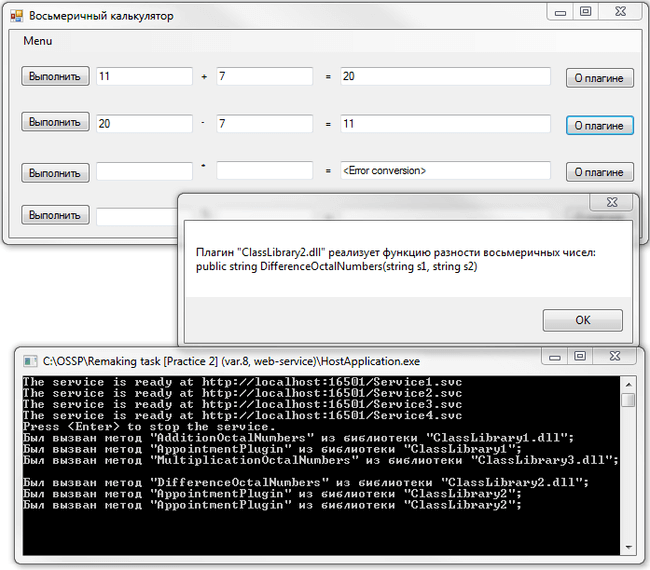 Восьмеричный калькулятор
Menu
Выполнить 11 + 7 = 20 О плагине
Выполнить 20 - 7 = 11 О плагине
Выполнить * = <Error conversion> О плагине
Выполнить
Плагин "ClassLibrary2.dll" реализует функцию разности восьмеричных чисел:
public string DifferenceOctalNumbers(string s1, string s2)
OK
C:\OSSP\Remaking task [Practice 2] (var.8, web-service)\HostApplication.exe
The service is ready at http://localhost:16501/Service1.svc
The service is ready at http://localhost:16501/Service2.svc
The service is ready at http://localhost:16501/Service3.svc
The service is ready at http://localhost:16501/Service4.svc
Press <Enter> to stop the service.
Был вызван метод "AdditionOctalNumbers" из библиотеки "ClassLibrary1.dll";
Был вызван метод "AppointmentPlugin" из библиотеки "ClassLibrary1";
Был вызван метод "MultiplicationOctalNumbers" из библиотеки "ClassLibrary3.dll";
Был вызван метод "DifferenceOctalNumbers" из библиотеки "ClassLibrary2.dll";
Был вызван метод "AppointmentPlugin" из библиотеки "ClassLibrary2";
Был вызван метод "AppointmentPlugin" из библиотеки "ClassLibrary2";